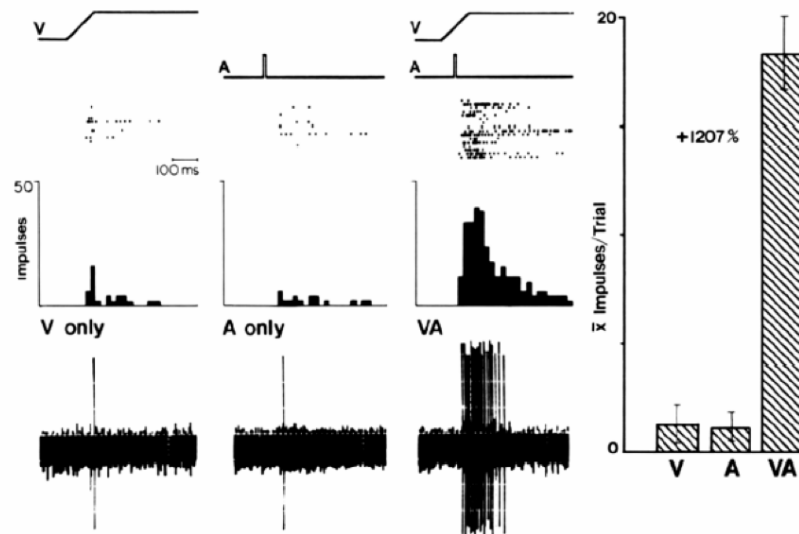 V
A
V
A
100 ms
50
Impulses
V only
A only
VA
20
+1207%
x̄ Impulses/Trial
0
V
A
VA